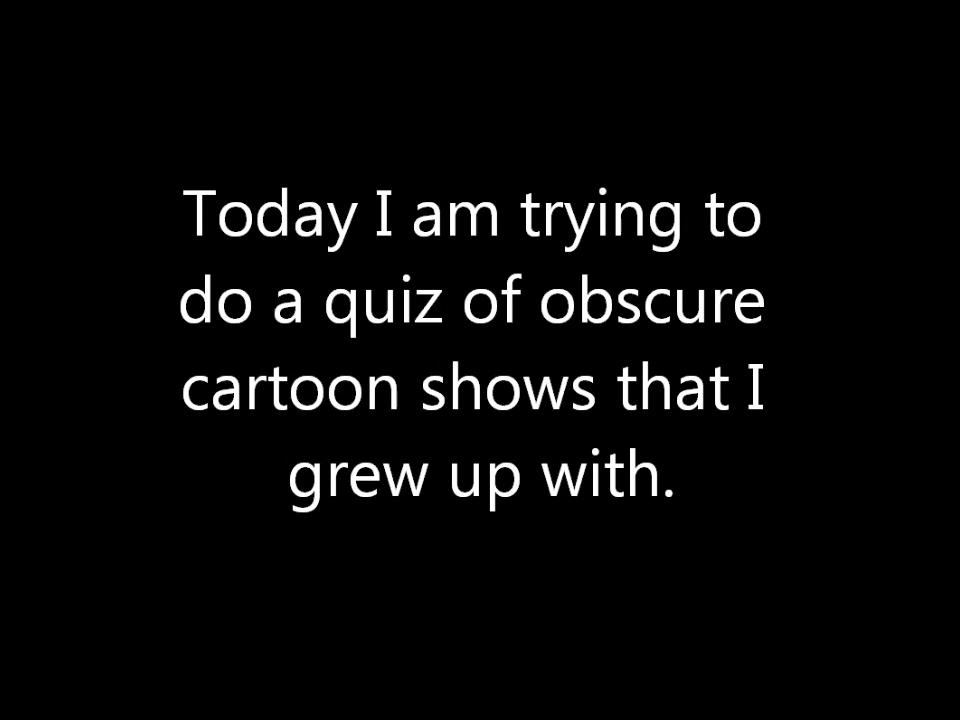 Today I am trying to
do a quiz of obscure
cartoon shows that I
grew up with.